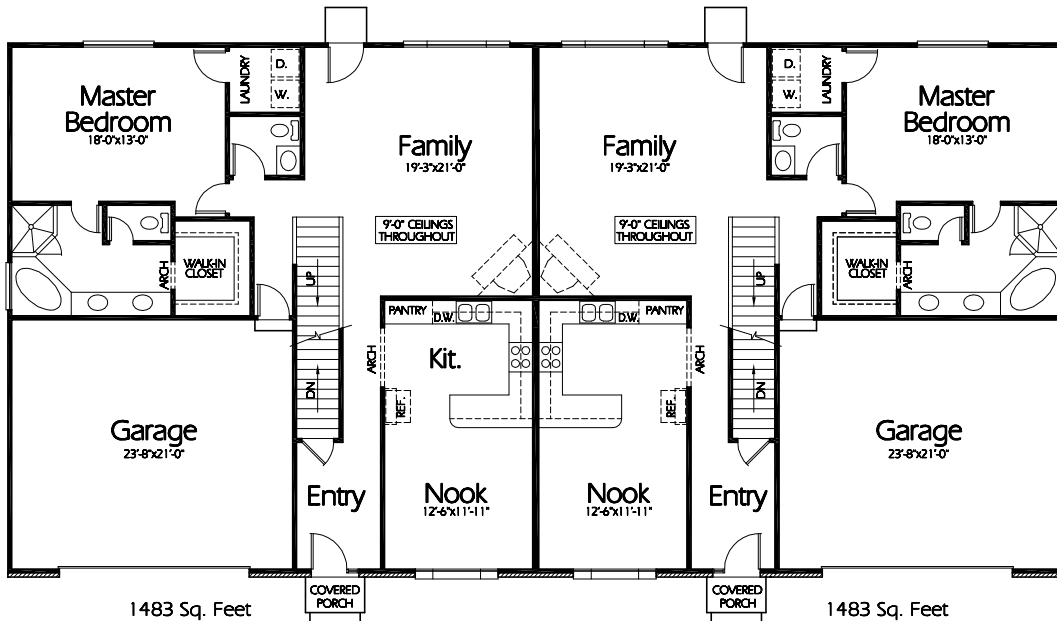 LAUNDRY
D.
W.
Master
Bedroom
18'-0"x13'-0"
Family
19'-3"x21'-0"
9'-0" CEILINGS
THROUGHOUT
WALK-IN
CLOSET
ARCH
UP
DN
PANTRY
D.W.
Kit.
ARCH
REF.
Garage
23'-8"x21'-0"
Entry
Nook
12'-6"x11'-11"
COVERED
PORCH
1483 Sq. Feet
D.
W.
LAUNDRY
Master
Bedroom
18'-0"x13'-0"
Family
19'-3"x21'-0"
9'-0" CEILINGS
THROUGHOUT
WALK-IN
CLOSET
ARCH
UP
DN
D.W.
PANTRY
ARCH
REF.
Garage
23'-8"x21'-0"
Nook
12'-6"x11'-11"
Entry
COVERED
PORCH
1483 Sq. Feet